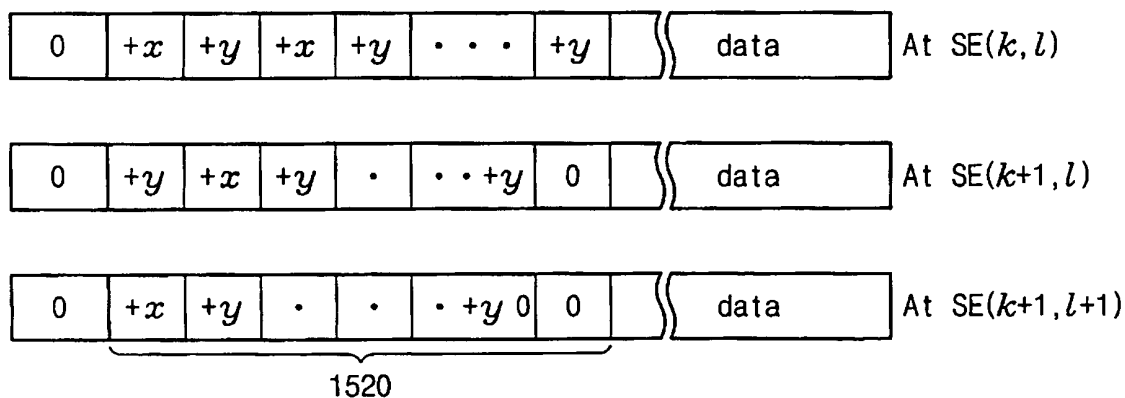 0 +x +y +x +y · · · +y data At SE(k,l)
0 +y +x +y · · · +y 0 data At SE(k+1,l)
0 +x +y · · · +y 0 0 data At SE(k+1,l+1)
1520